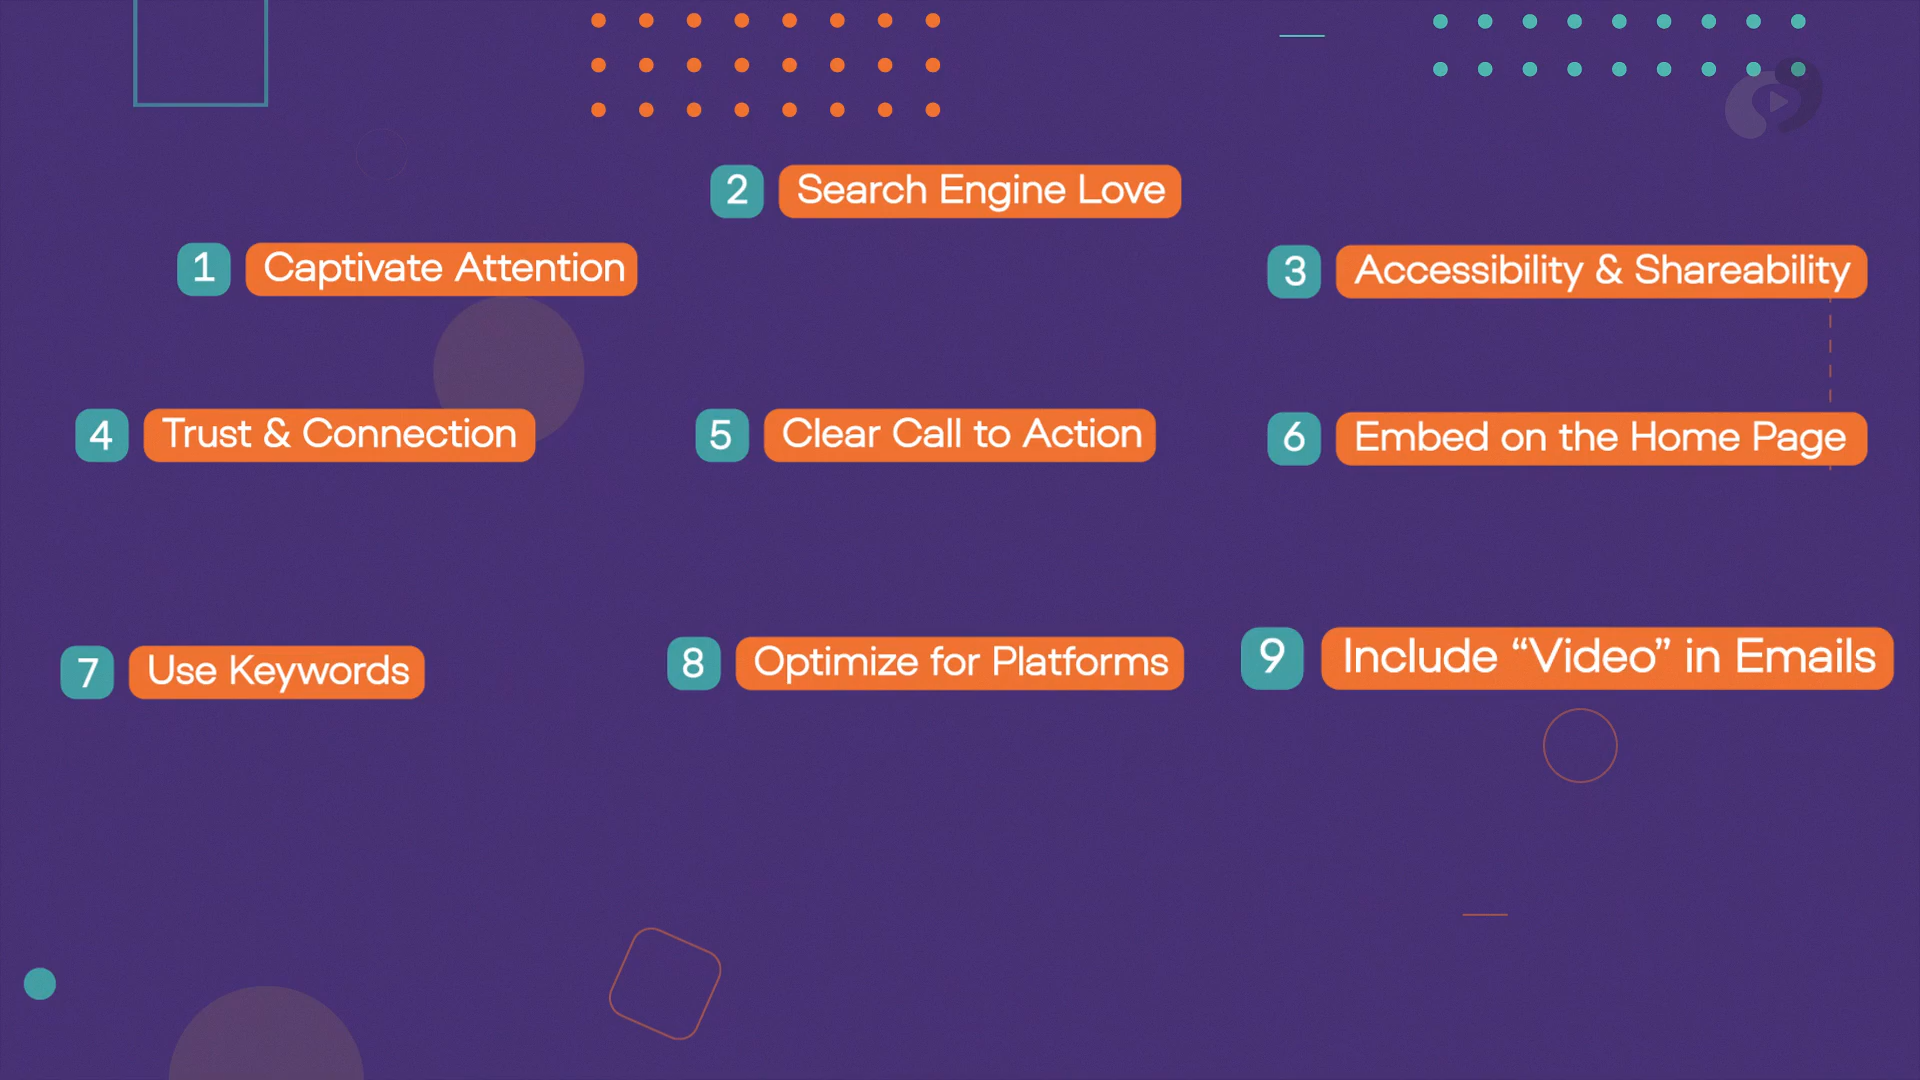 1 Captivate Attention
2 Search Engine Love
3 Accessibility & Shareability
4 Trust & Connection
5 Clear Call to Action
6 Embed on the Home Page
7 Use Keywords
8 Optimize for Platforms
9 Include “Video” in Emails